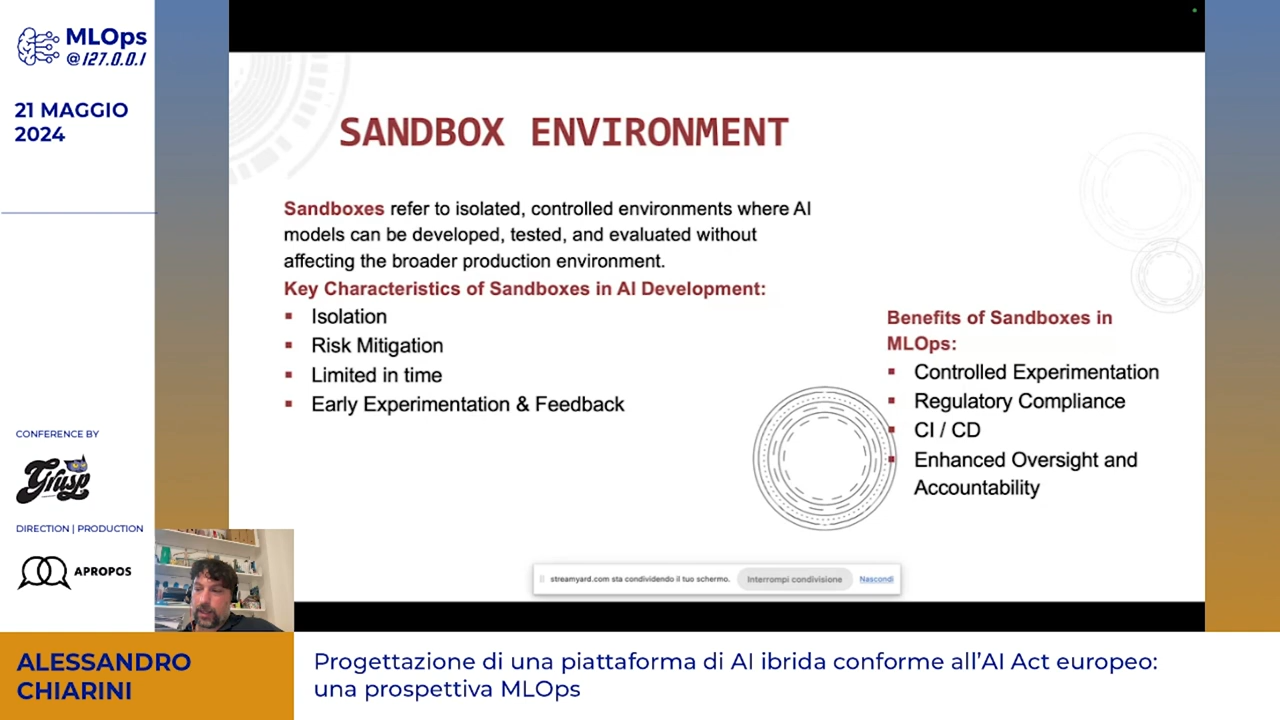 MLOps
@127.0.0.1
21 MAGGIO
2024
CONFERENCE BY
Grusp
DIRECTION | PRODUCTION
APROPOS
SANDBOX ENVIRONMENT
Sandboxes refer to isolated, controlled environments where AI
models can be developed, tested, and evaluated without
affecting the broader production environment.
Key Characteristics of Sandboxes in AI Development:
Isolation
Risk Mitigation
Limited in time
Early Experimentation & Feedback
Benefits of Sandboxes in
MLOps:
Controlled Experimentation
Regulatory Compliance
CI / CD
Enhanced Oversight and
Accountability
streamyard.com sta condividendo il tuo schermo. Interrompi condivisione Nascondi
ALESSANDRO
CHIARINI
Progettazione di una piattaforma di AI ibrida conforme all'AI Act europeo:
una prospettiva MLOps